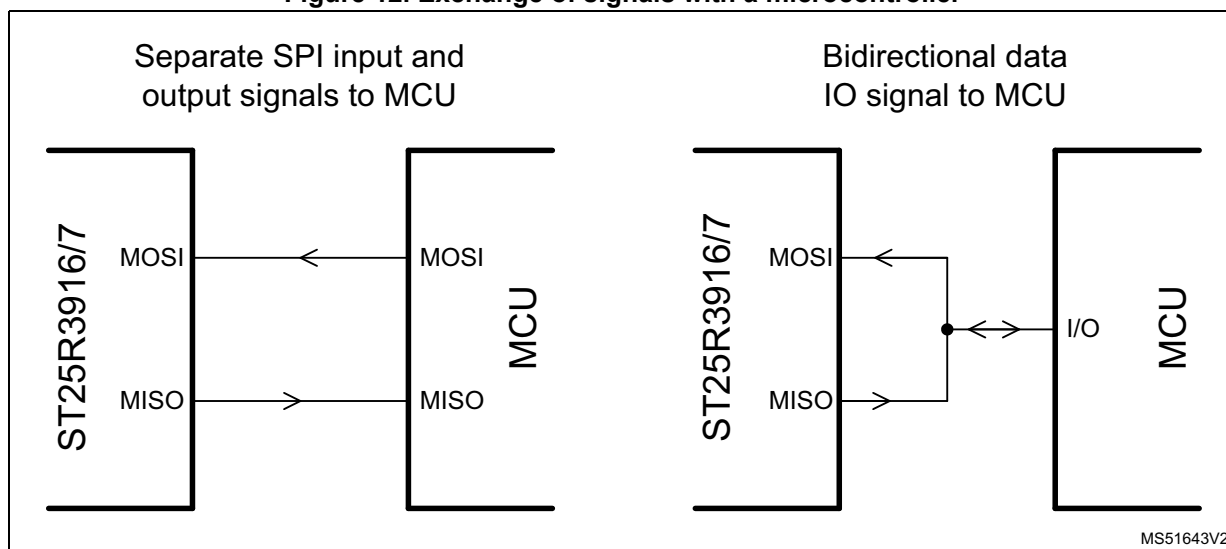 Figure 12. Exchange of signals with a microcontroller
Separate SPI input and
output signals to MCU
ST25R3916/7
MOSI
MISO
MOSI
MISO
MCU
Bidirectional data
IO signal to MCU
ST25R3916/7
MOSI
MISO
I/O
MCU
MS51643V2